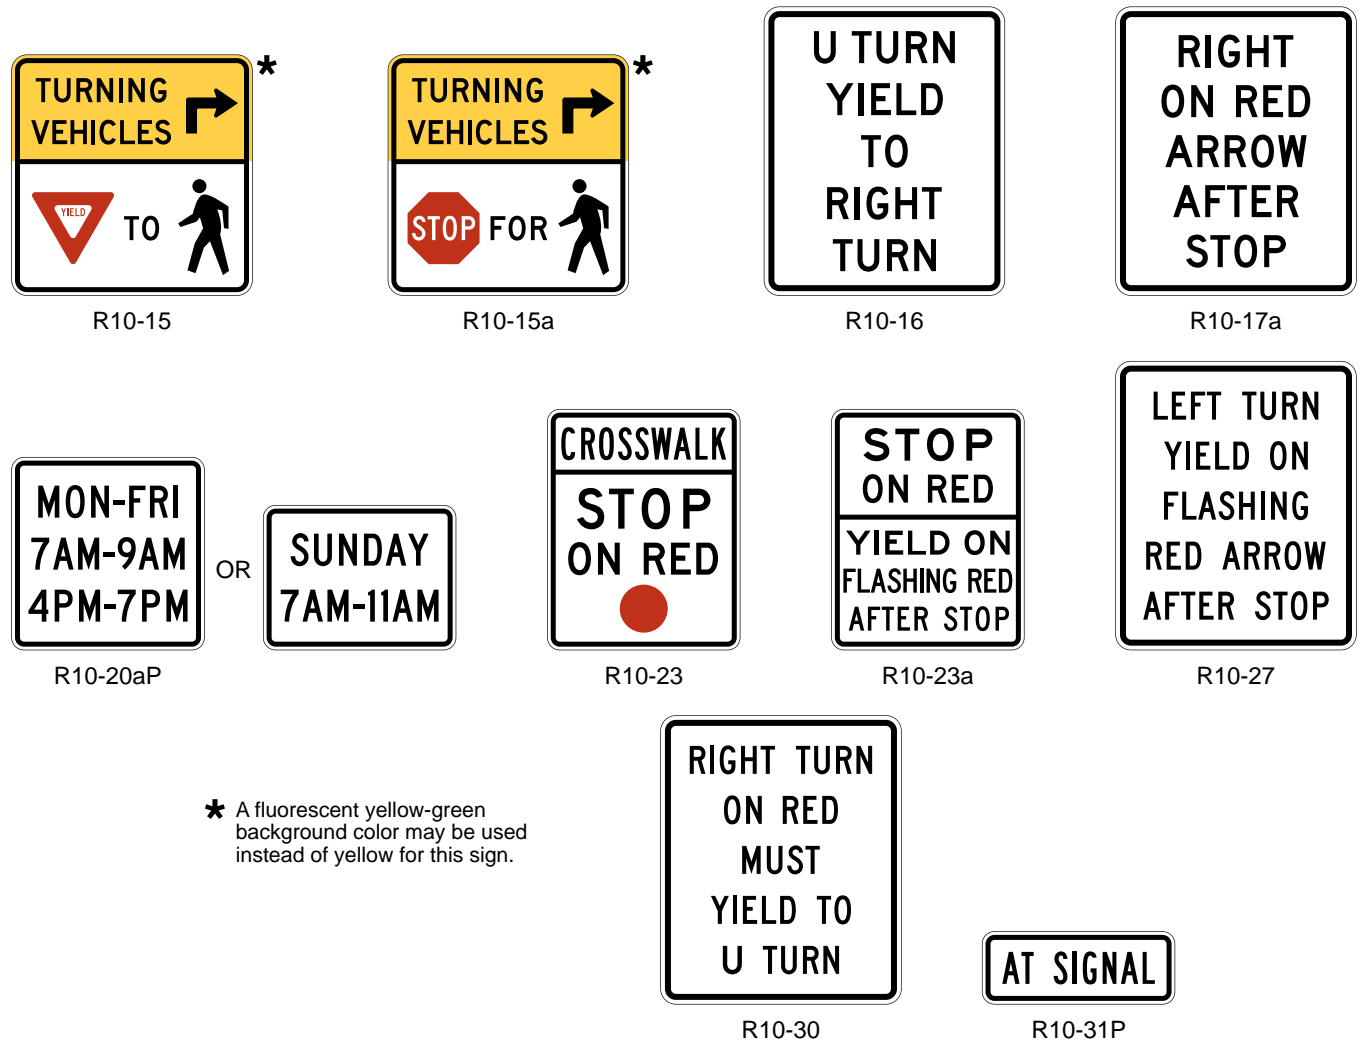 TURNING
VEHICLES
YIELD
TO
*
R10-15
TURNING
VEHICLES
STOP FOR
*
R10-15a
U TURN
YIELD
TO
RIGHT
TURN
R10-16
RIGHT
ON RED
ARROW
AFTER
STOP
R10-17a
MON-FRI
7AM-9AM
4PM-7PM
R10-20aP
OR
SUNDAY
7AM-11AM
CROSSWALK
STOP
ON RED
R10-23
STOP
ON RED
YIELD ON
FLASHING RED
AFTER STOP
R10-23a
LEFT TURN
YIELD ON
FLASHING
RED ARROW
AFTER STOP
R10-27
* A fluorescent yellow-green
background color may be used
instead of yellow for this sign.
RIGHT TURN
ON RED
MUST
YIELD TO
U TURN
R10-30
AT SIGNAL
R10-31P